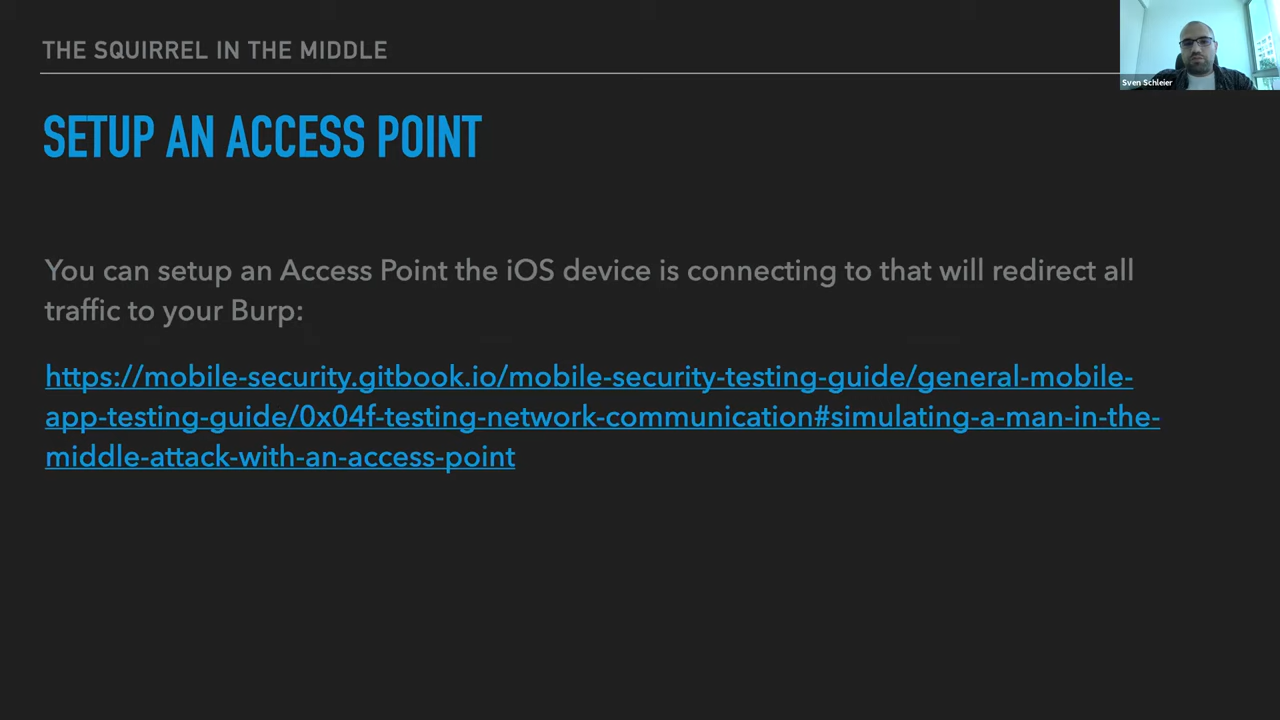 THE SQUIRREL IN THE MIDDLE
Sven Schleier
SETUP AN ACCESS POINT
You can setup an Access Point the iOS device is connecting to that will redirect all
traffic to your Burp:
https://mobile-security.gitbook.io/mobile-security-testing-guide/general-mobile-
app-testing-guide/0x04f-testing-network-communication#simulating-a-man-in-the-
middle-attack-with-an-access-point